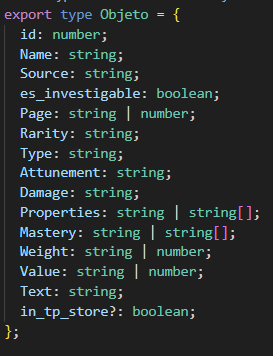 export type Objeto = {
id: number;
Name: string;
Source: string;
es_investigable: boolean;
Page: string | number;
Rarity: string;
Type: string;
Attunement: string;
Damage: string;
Properties: string | string[];
Mastery: string | string[];
Weight: string | number;
Value: string | number;
Text: string;
in_tp_store?: boolean;
};